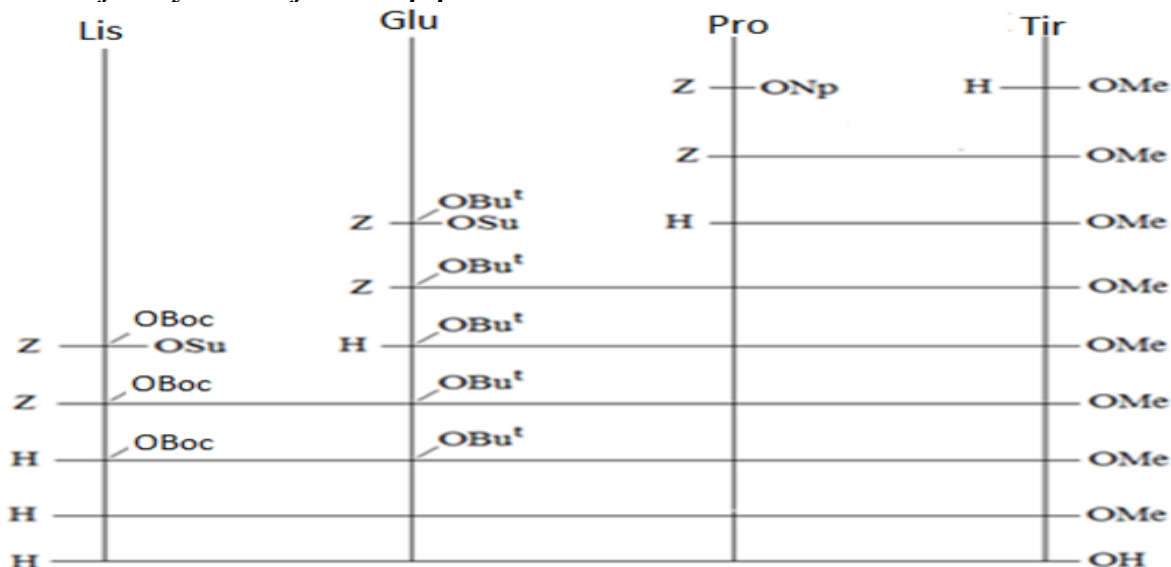 Lis Glu Pro Tir
Z ONp H OMe
Z OMe
Z OBuᵗ OSu H OMe
Z OBuᵗ OMe
Z OBoc OSu H OBuᵗ OMe
Z OBoc OBuᵗ OMe
H OBoc OBuᵗ OMe
H OMe
H OH